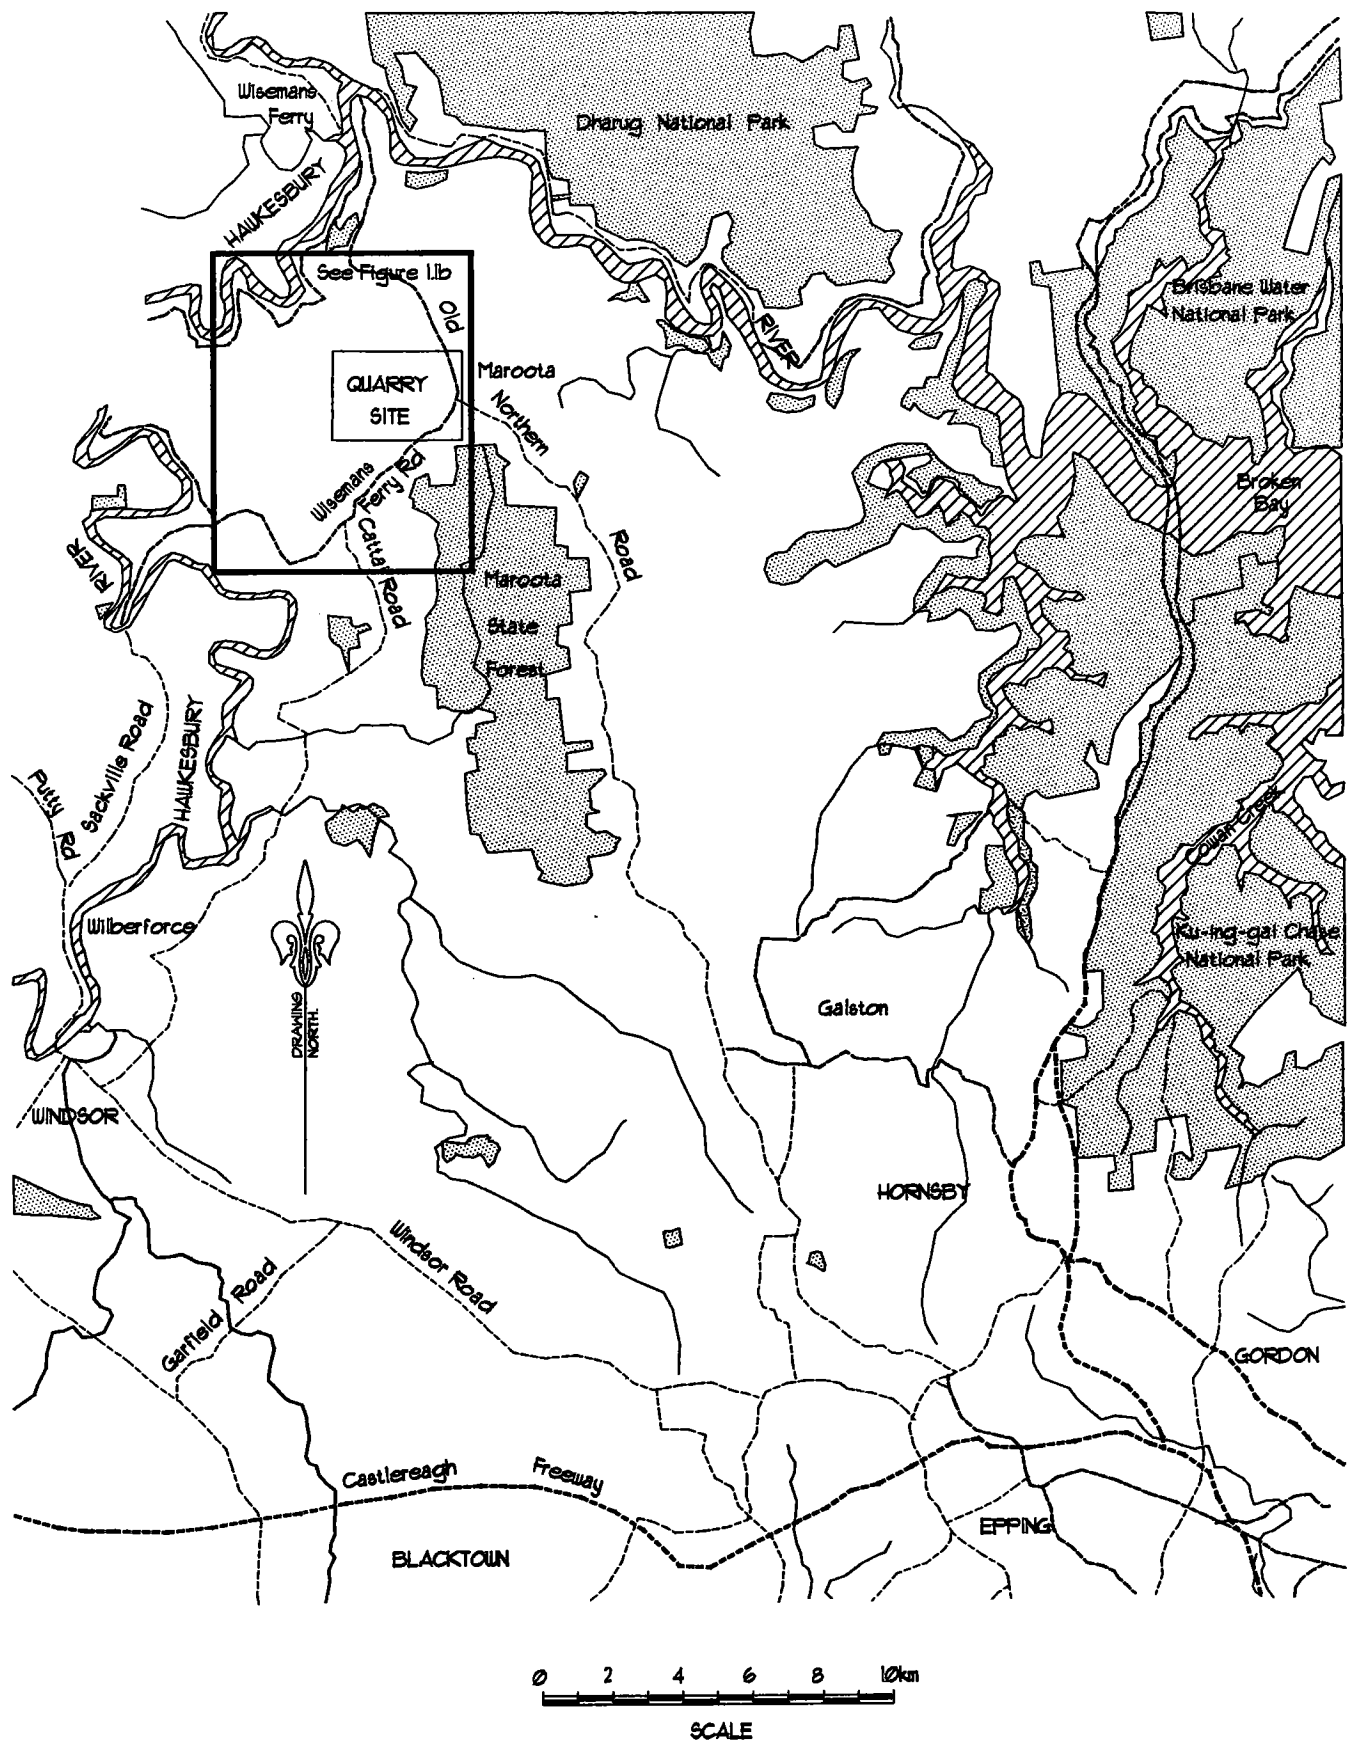 Wisemans
Ferry
Dharug National Park
HAWKESBURY
See Figure 1.1b
Brisbane Water
National Park
Old
RIVER
QUARRY
SITE
Maroota
Northern
Wisemans
Ferry Rd
Broken
Bay
Cattai Road
Road
RIVER
Maroota
State
Forest
HAWKESBURY
Sackville Road
Putty
Rd
Cowan Creek
Wilberforce
Ku-ing-gai Chase
National Park
DRAWING
NORTH.
Galston
WINDSOR
HORNSBY
Windsor Road
Garfield Road
GORDON
Castlereagh Freeway
EPPING
BLACKTOWN
0 2 4 6 8 10km
SCALE